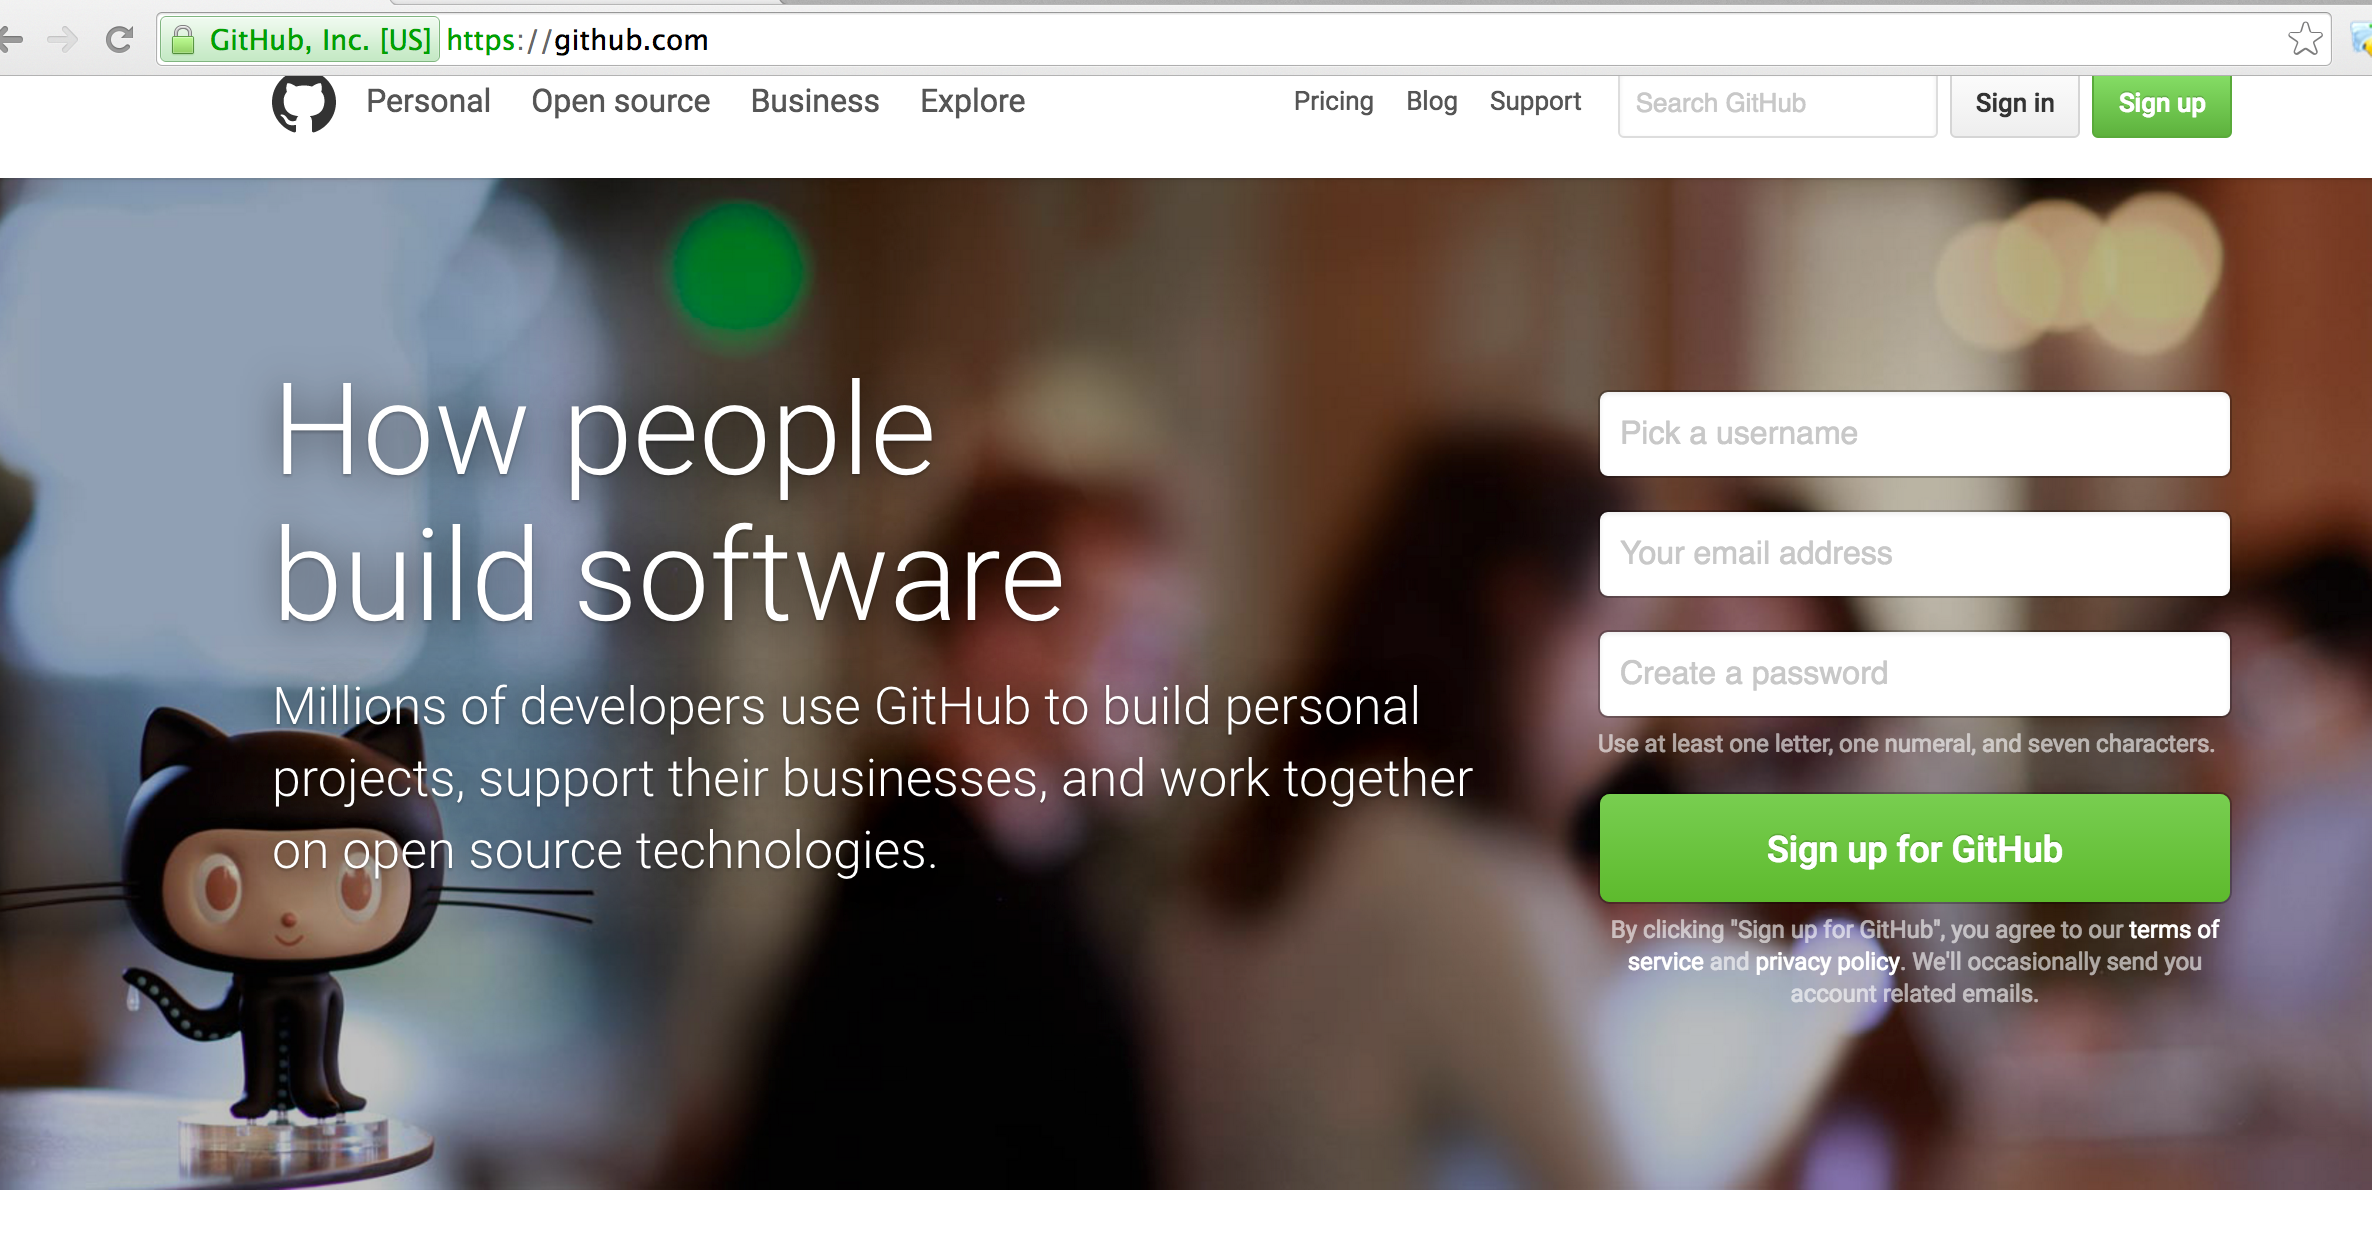 GitHub, Inc. [US] https://github.com
Personal Open source Business Explore Pricing Blog Support Search GitHub Sign in Sign up
How people
build software
Millions of developers use GitHub to build personal
projects, support their businesses, and work together
on open source technologies.
Pick a username
Your email address
Create a password
Use at least one letter, one numeral, and seven characters.
Sign up for GitHub
By clicking "Sign up for GitHub", you agree to our terms of
service and privacy policy. We'll occasionally send you
account related emails.